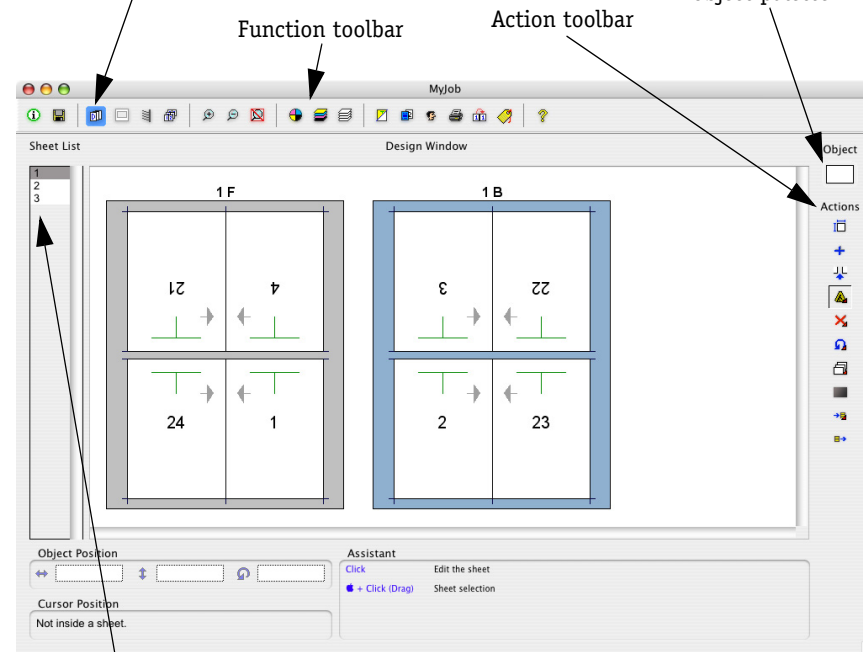 Function toolbar
Action toolbar
MyJob
Sheet List
Design Window
Object
1
2
3
1 F
1 B
Actions
21
4
3
22
24
1
2
23
Object Position
Assistant
Click
Edit the sheet
+ Click (Drag)
Sheet selection
Cursor Position
Not inside a sheet.